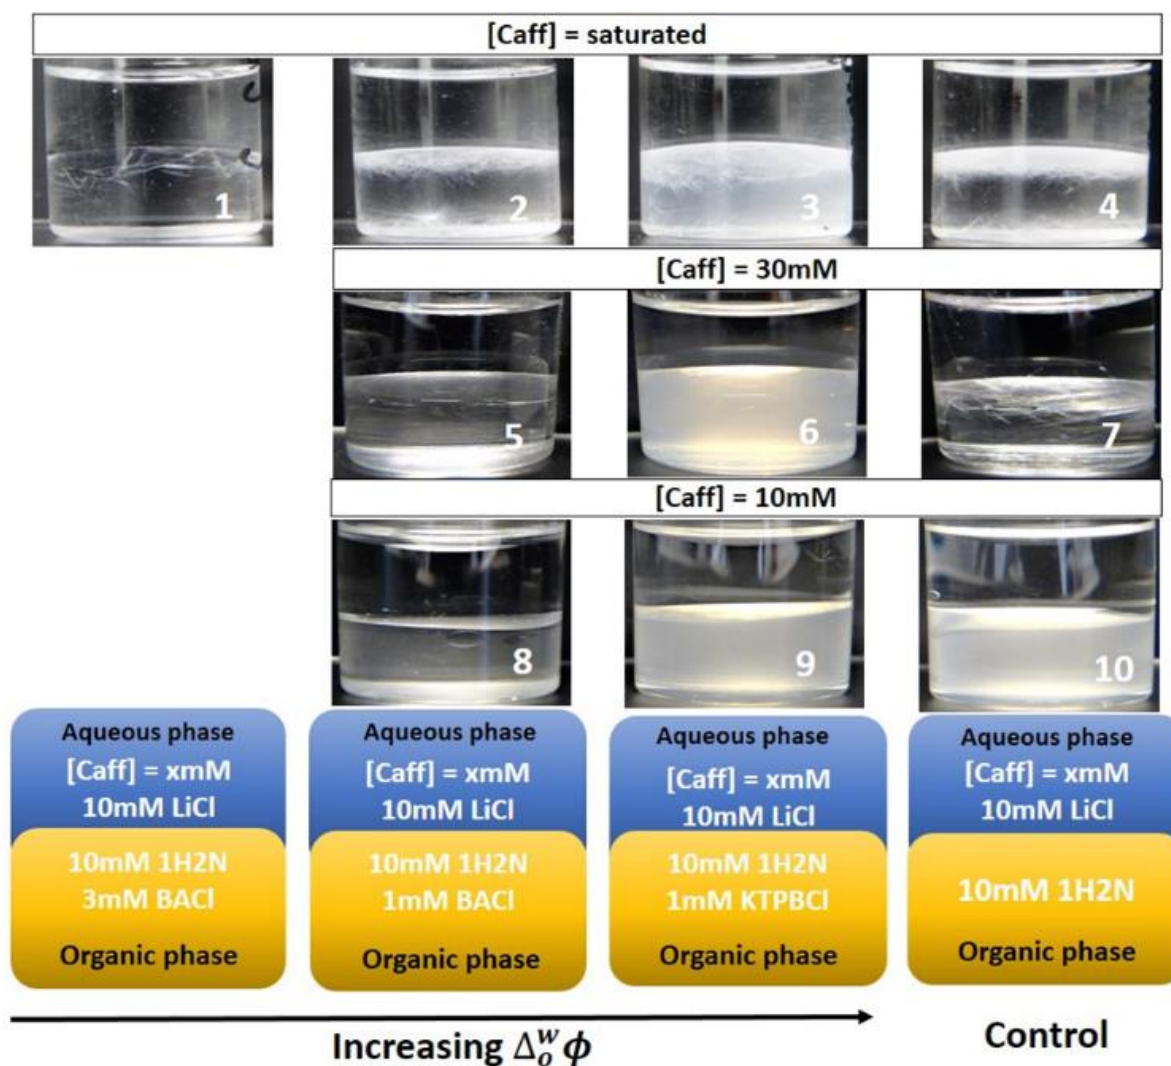 [Caff] = saturated
1
2
3
4
[Caff] = 30mM
5
6
7
[Caff] = 10mM
8
9
10
Aqueous phase
[Caff] = xmM
10mM LiCl
10mM 1H2N
3mM BACl
Organic phase
Aqueous phase
[Caff] = xmM
10mM LiCl
10mM 1H2N
1mM BACl
Organic phase
Aqueous phase
[Caff] = xmM
10mM LiCl
10mM 1H2N
1mM KTPBCl
Organic phase
Aqueous phase
[Caff] = xmM
10mM LiCl
10mM 1H2N
Organic phase
Increasing Δ_o^w ϕ
Control